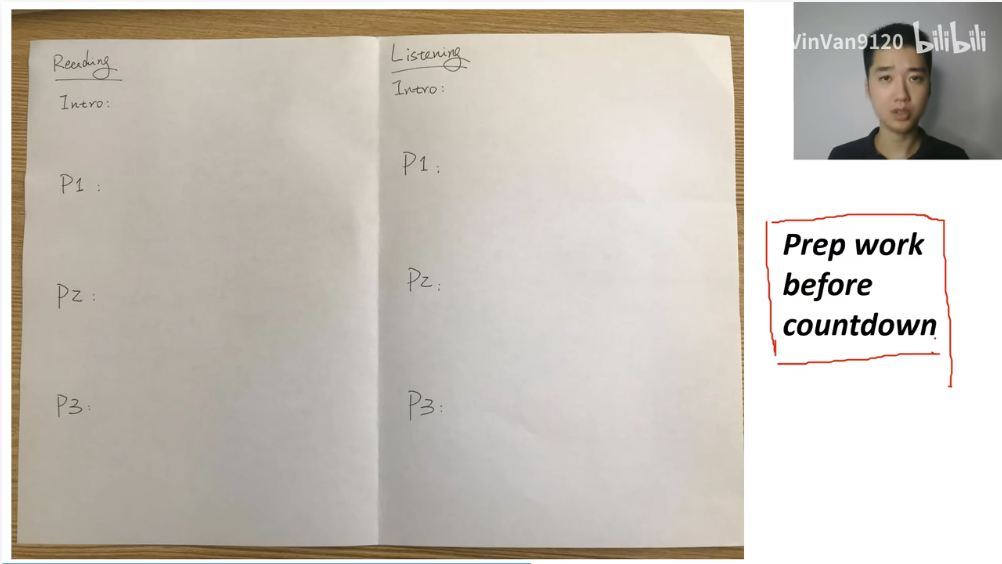 Reading
Intro:
P1:
P2:
P3:
Listening
Intro:
P1:
P2:
P3:
VinVan9120 bilibili
Prep work
before
countdown